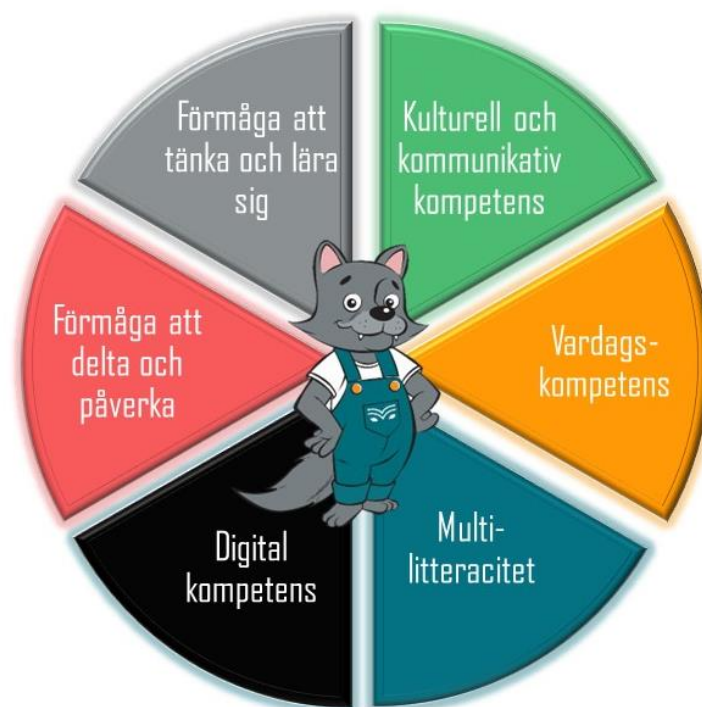 Förmåga att
tänka och lära
sig
Kulturell och
kommunikativ
kompetens
Förmåga att
delta och
påverka
Vardags-
kompetens
Digital
kompetens
Multi-
litteracitet